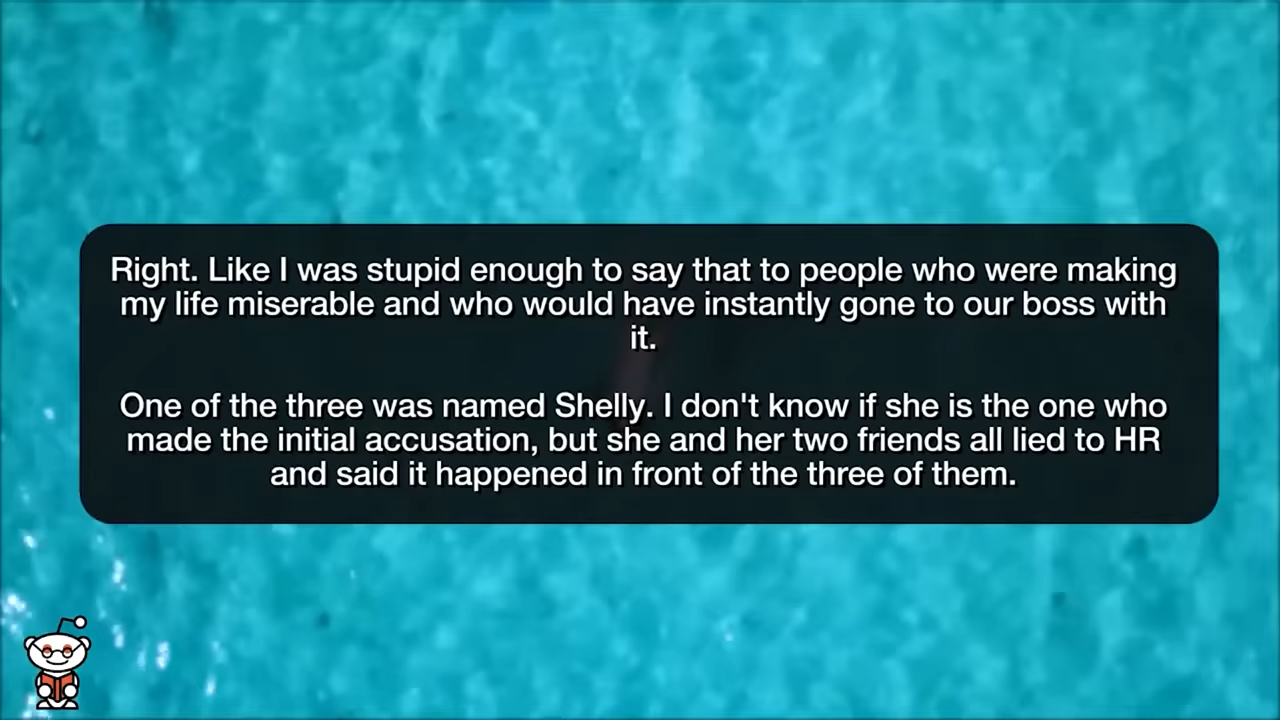 Right. Like I was stupid enough to say that to people who were making
my life miserable and who would have instantly gone to our boss with
it.
One of the three was named Shelly. I don't know if she is the one who
made the initial accusation, but she and her two friends all lied to HR
and said it happened in front of the three of them.